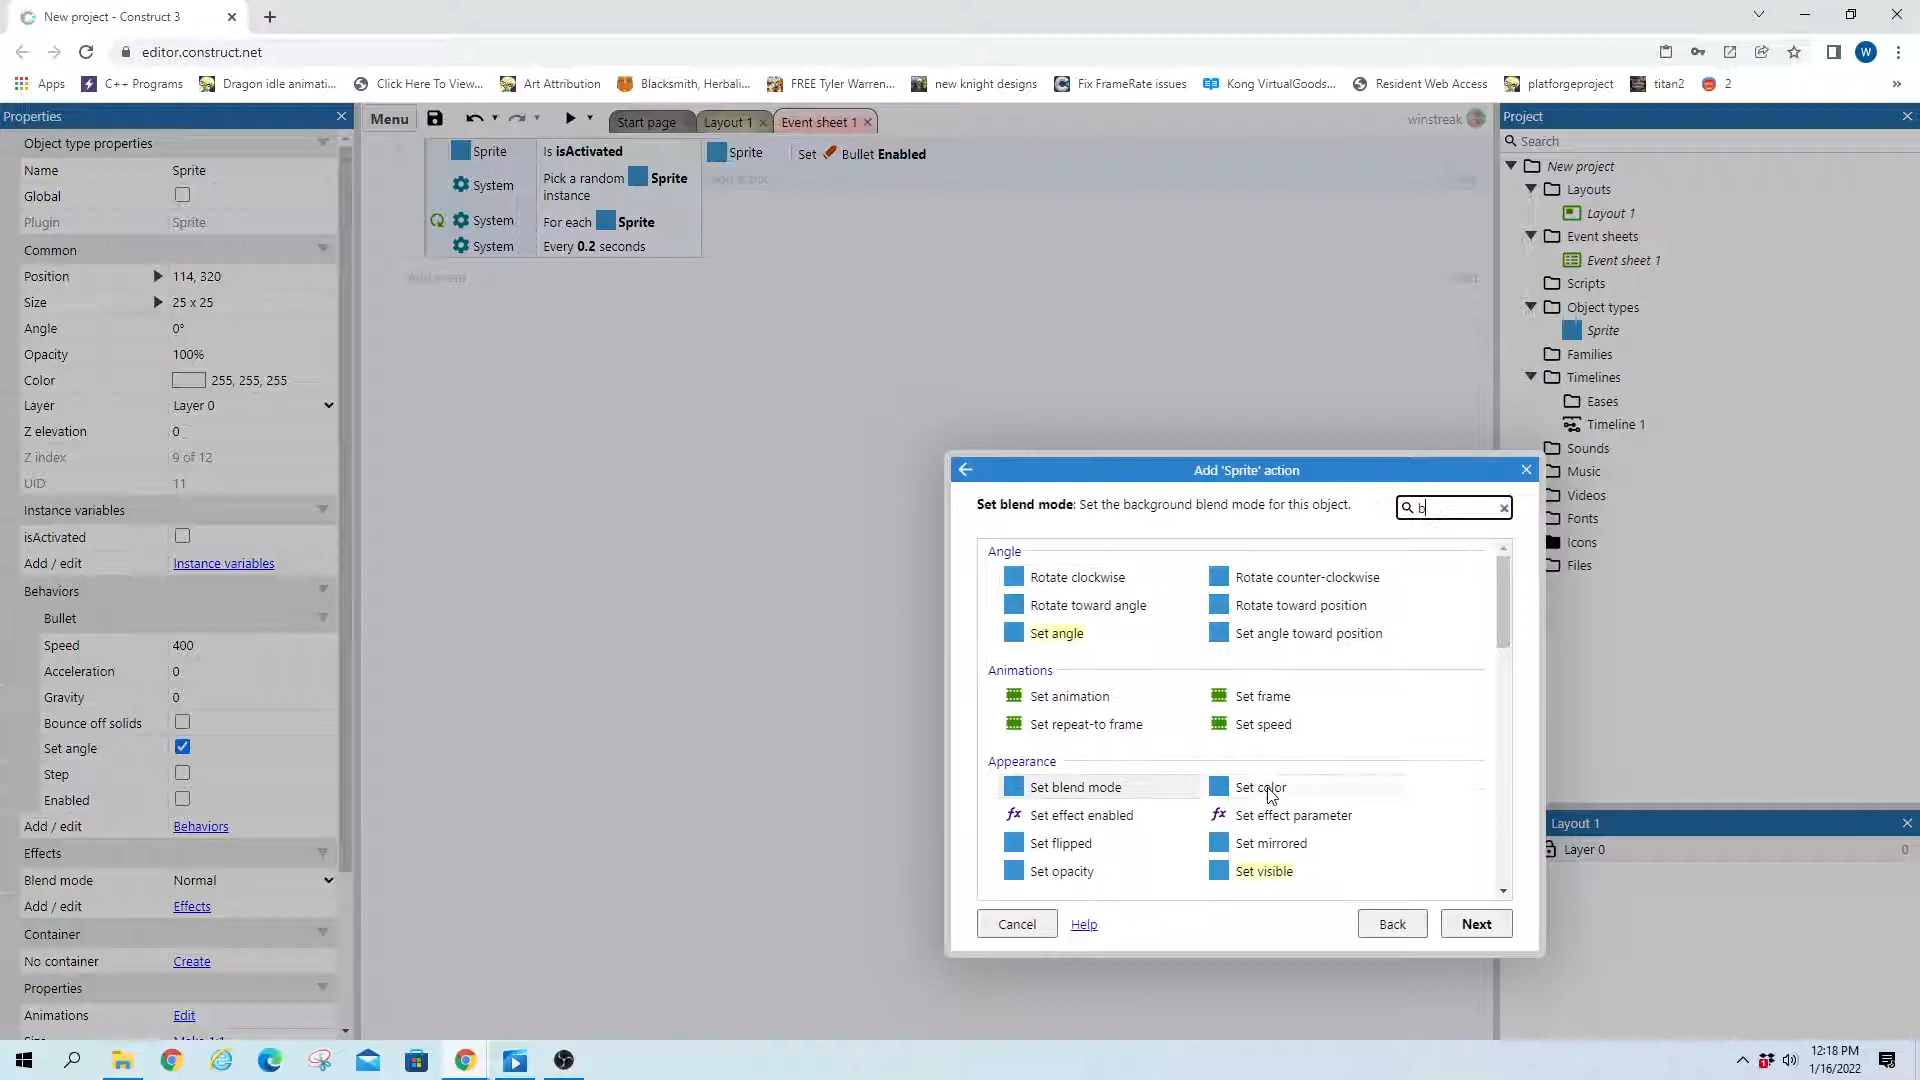 New project - Construct 3
editor.construct.net
W
Apps
C++ Programs
Dragon idle animati...
Click Here To View...
Art Attribution
Blacksmith, Herbali...
FREE Tyler Warren...
new knight designs
Fix FrameRate issues
Kong VirtualGoods...
Resident Web Access
platforgeproject
titan2
2
»
Properties
Menu
Start page
Layout 1
Event sheet 1
winstreak
Project
Object type properties
Name Sprite
Global
Plugin Sprite
Common
Position 114, 320
Size 25 x 25
Angle 0°
Opacity 100%
Color 255, 255, 255
Layer Layer 0
Z elevation 0
Z index 9 of 12
UID 11
Instance variables
isActivated
Add / edit Instance variables
Behaviors
Bullet
Speed 400
Acceleration 0
Gravity 0
Bounce off solids
Set angle
Step
Enabled
Add / edit Behaviors
Effects
Blend mode Normal
Add / edit Effects
Container
No container Create
Properties
Animations Edit
Sprite Is isActivated
System Pick a random Sprite
instance
System For each Sprite
System Every 0.2 seconds
Sprite Set Bullet Enabled
Add event
Add 'Sprite' action
Set blend mode: Set the background blend mode for this object.
b
Angle
Rotate clockwise Rotate counter-clockwise
Rotate toward angle Rotate toward position
Set angle Set angle toward position
Animations
Set animation Set frame
Set repeat-to frame Set speed
Appearance
Set blend mode Set color
Set effect enabled Set effect parameter
Set flipped Set mirrored
Set opacity Set visible
Cancel Help Back Next
Search
New project
Layouts
Layout 1
Event sheets
Event sheet 1
Scripts
Object types
Sprite
Families
Timelines
Eases
Timeline 1
Sounds
Music
Videos
Fonts
Icons
Files
Layout 1
Layer 0 0
12:18 PM
1/16/2022